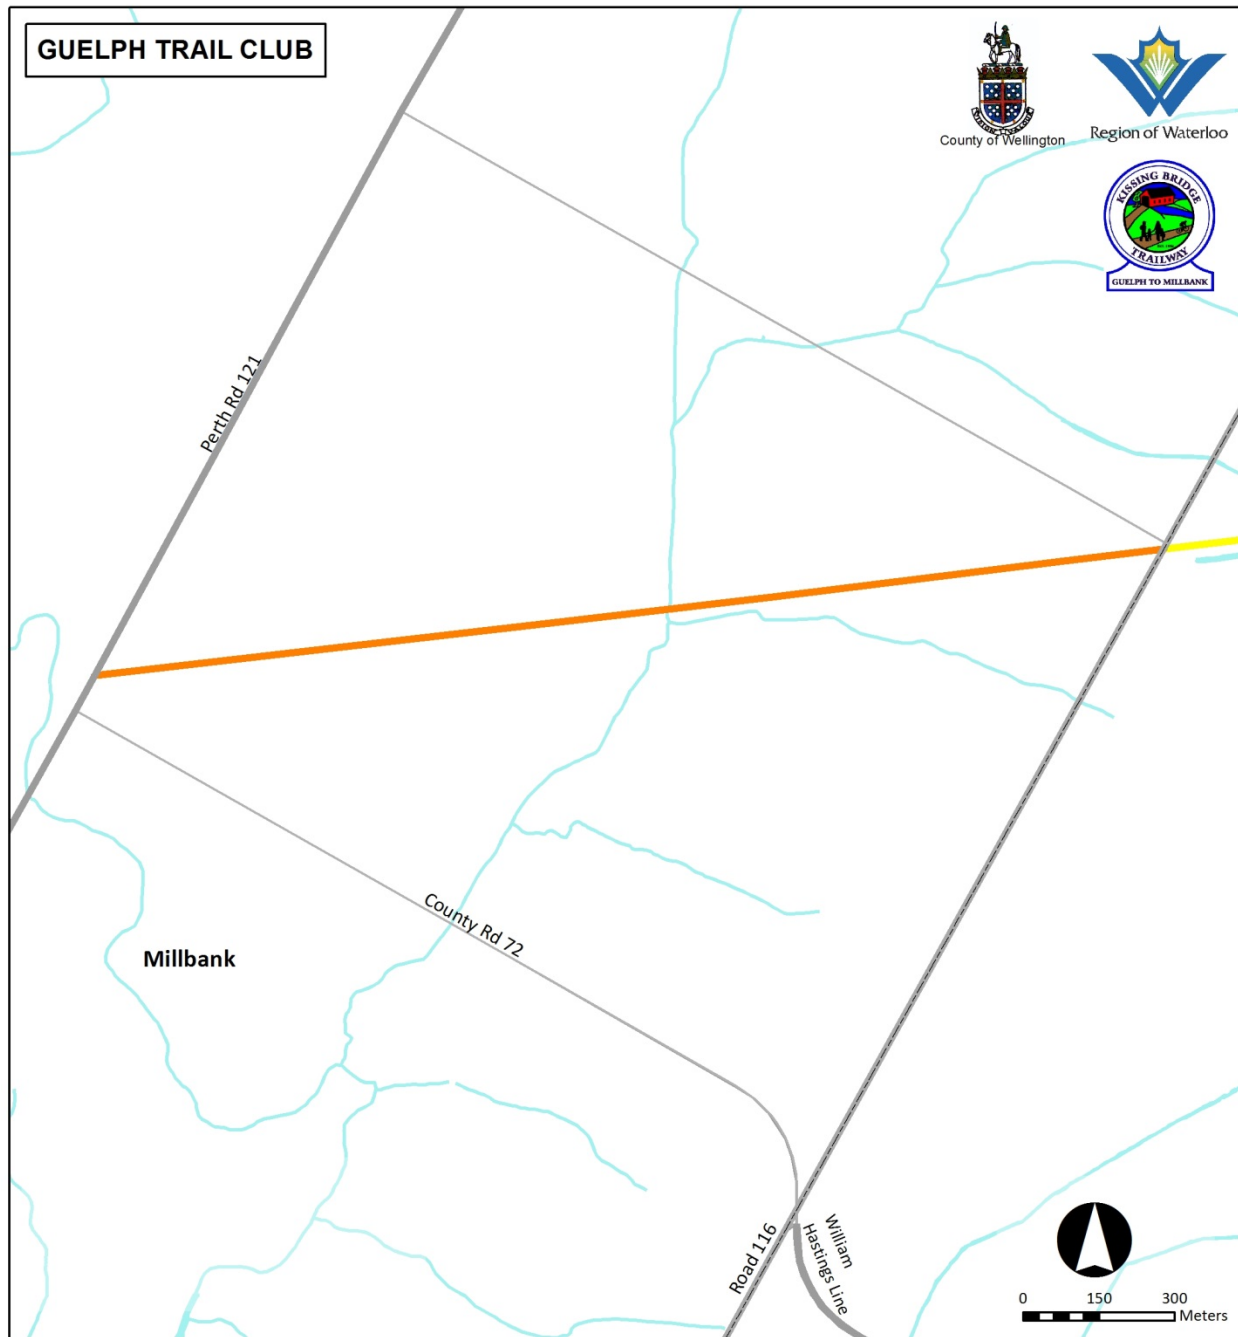 GUELPH TRAIL CLUB
County of Wellington
Region of Waterloo
KISSING BRIDGE
TRAILWAY
GUELPH TO MILLBANK
Perth Rd 121
County Rd 72
Millbank
Road 116
William
Hastings Line
0 150 300
Meters